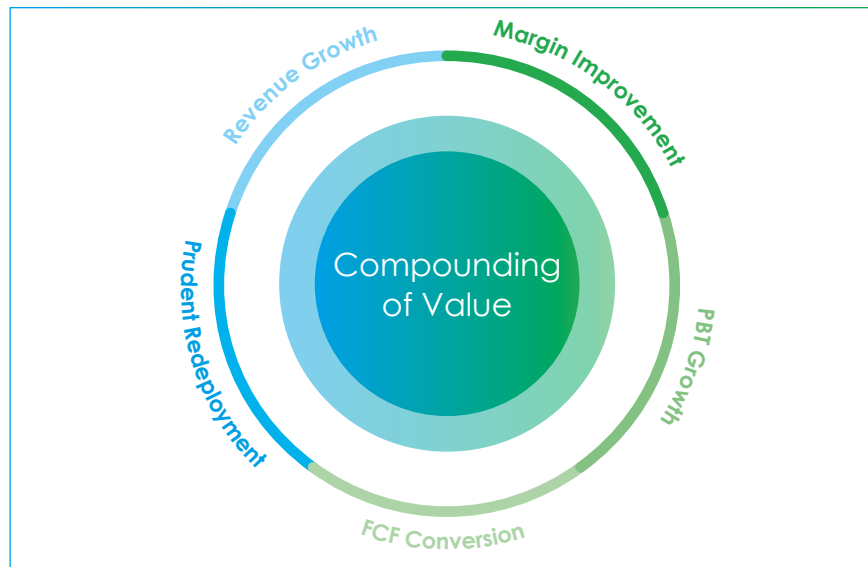 Revenue Growth
Margin Improvement
PBT Growth
FCF Conversion
Prudent Redeployment
Compounding
of Value